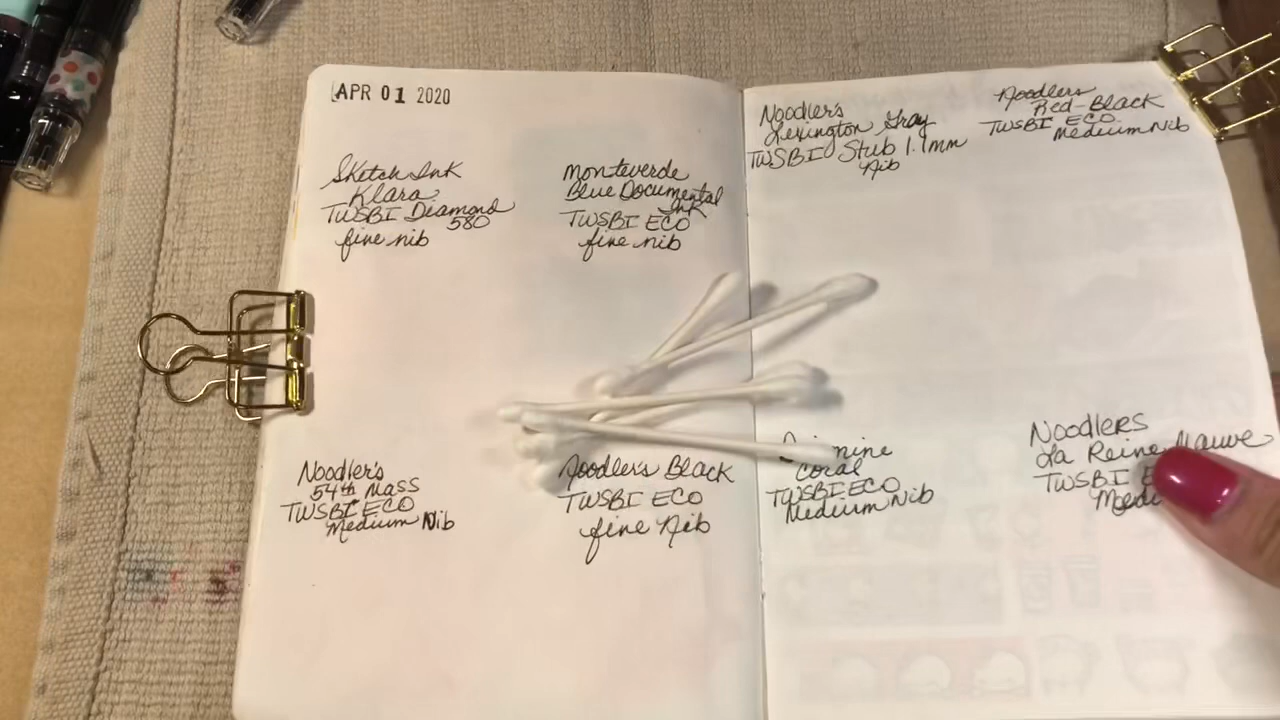 APR 01 2020
Sketch Ink
Klara
TWSBI Diamond
580
fine nib
Monteverde
Blue Documental
Ink
TWSBI ECO
fine nib
Noodler's
54th Mass
TWSBI ECO
Medium Nib
Noodler's Black
TWSBI ECO
fine Nib
Noodler's
Lexington Gray
TWSBI Stub 1.1mm
Nib
Noodlers
Red-Black
TWSBI ECO
Medium Nib
Coral
TWSBI ECO
Medium Nib
Noodlers
La Reine Mauve
TWSBI